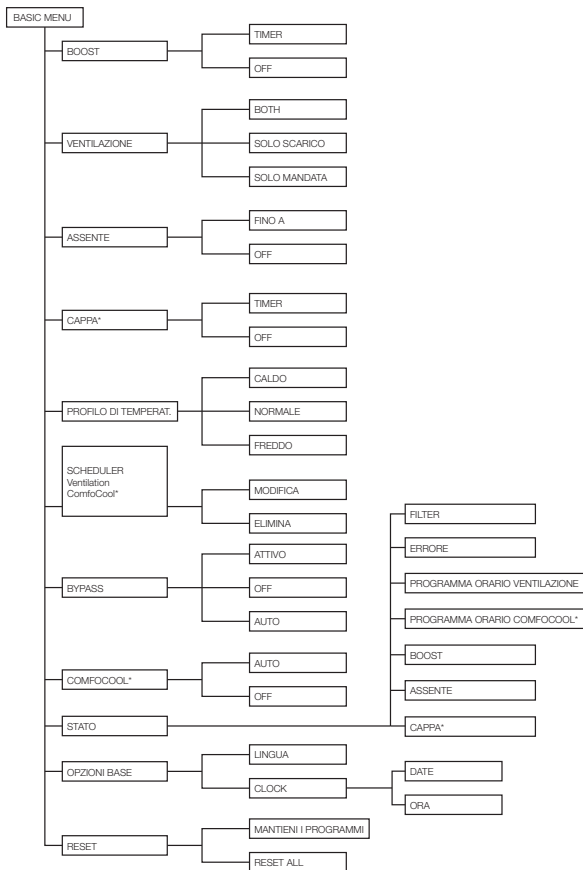 BASIC MENU
BOOST
TIMER
OFF
VENTILAZIONE
BOTH
SOLO SCARICO
SOLO MANDATA
ASSENTE
FINO A
OFF
CAPPA*
TIMER
OFF
PROFILO DI TEMPERAT.
CALDO
NORMALE
FREDDO
SCHEDULER
Ventilation
ComfoCool*
MODIFICA
ELIMINA
BYPASS
ATTIVO
OFF
AUTO
COMFOCOOL*
AUTO
OFF
STATO
FILTER
ERRORE
PROGRAMMA ORARIO VENTILAZIONE
PROGRAMMA ORARIO COMFOCOOL*
BOOST
ASSENTE
CAPPA*
OPZIONI BASE
LINGUA
CLOCK
DATE
ORA
RESET
MANTIENI I PROGRAMMI
RESET ALL